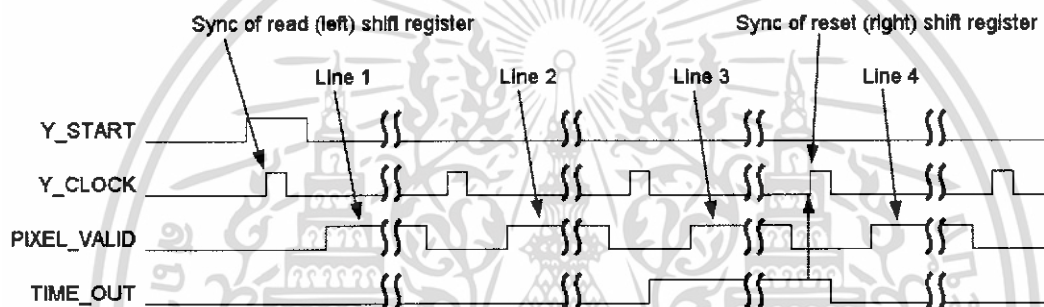 Sync of read (left) shift register
Sync of reset (right) shift register
Line 1
Line 2
Line 3
Line 4
Y_START
Y_CLOCK
PIXEL_VALID
TIME_OUT